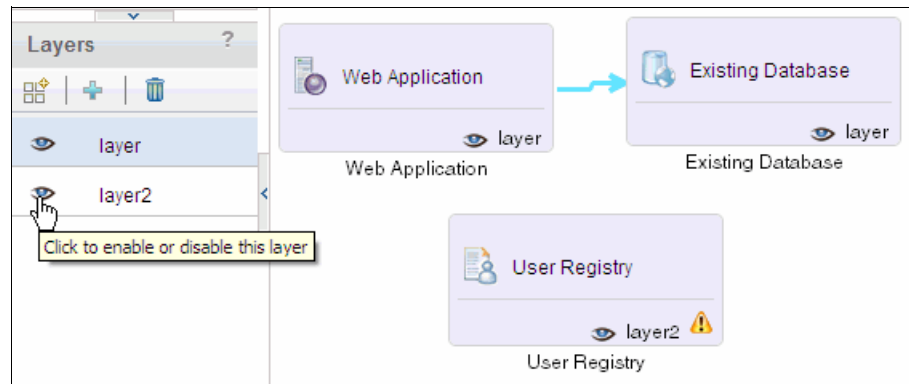 Layers ?
layer
layer2
Click to enable or disable this layer
Web Application
layer
Web Application
Existing Database
layer
Existing Database
User Registry
layer2
User Registry